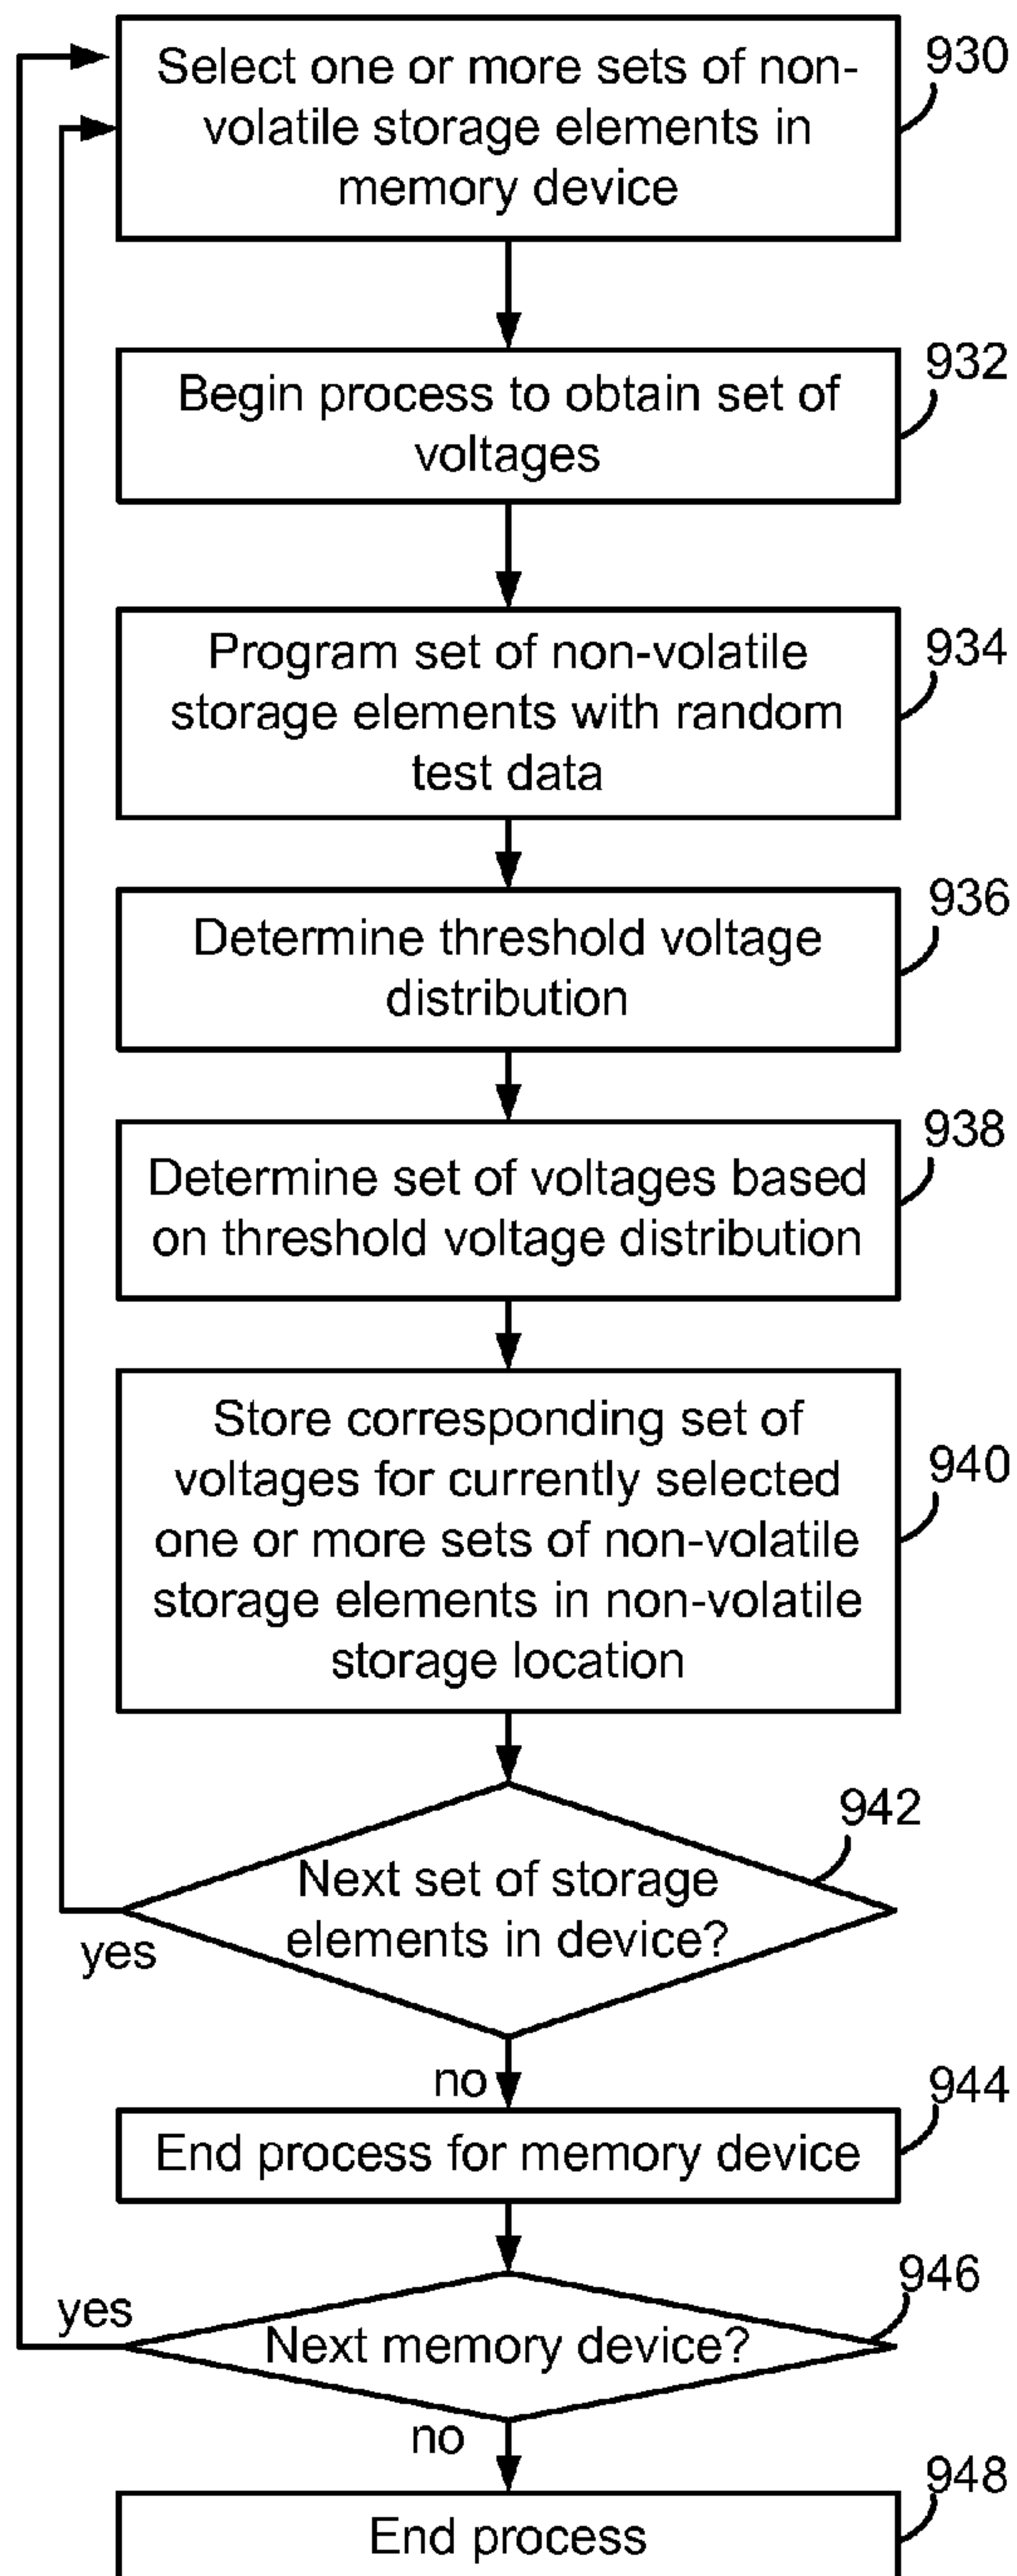 Select one or more sets of non-
volatile storage elements in
memory device
930
Begin process to obtain set of
voltages
932
Program set of non-volatile
storage elements with random
test data
934
Determine threshold voltage
distribution
936
Determine set of voltages based
on threshold voltage distribution
938
Store corresponding set of
voltages for currently selected
one or more sets of non-volatile
storage elements in non-volatile
storage location
940
Next set of storage
elements in device?
942
yes
no
End process for memory device
944
Next memory device?
946
yes
no
End process
948